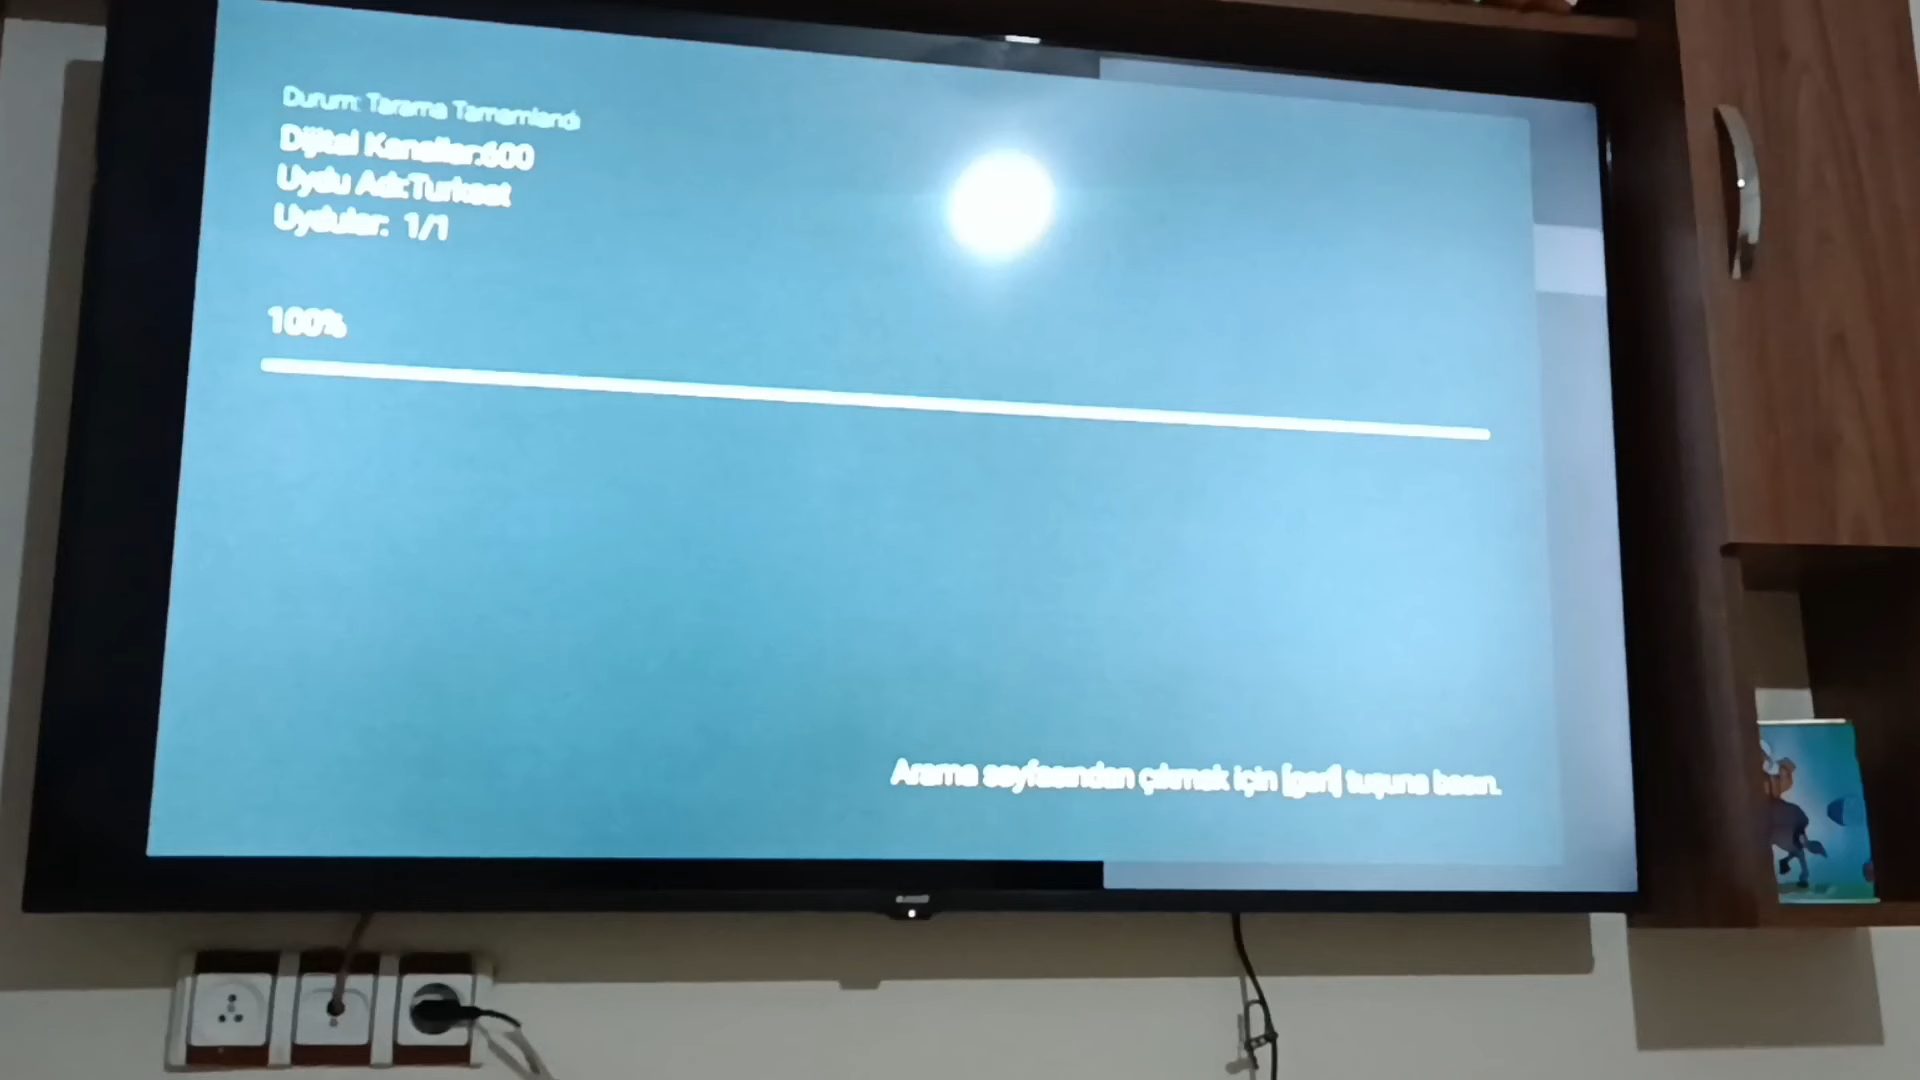 Durum: Tarama Tamamlandı
Dijital Kanallar:600
Uydu Adı:Turksat
Uydular: 1/1
100%
Arama sayfasından çıkmak için [geri] tuşuna basın.